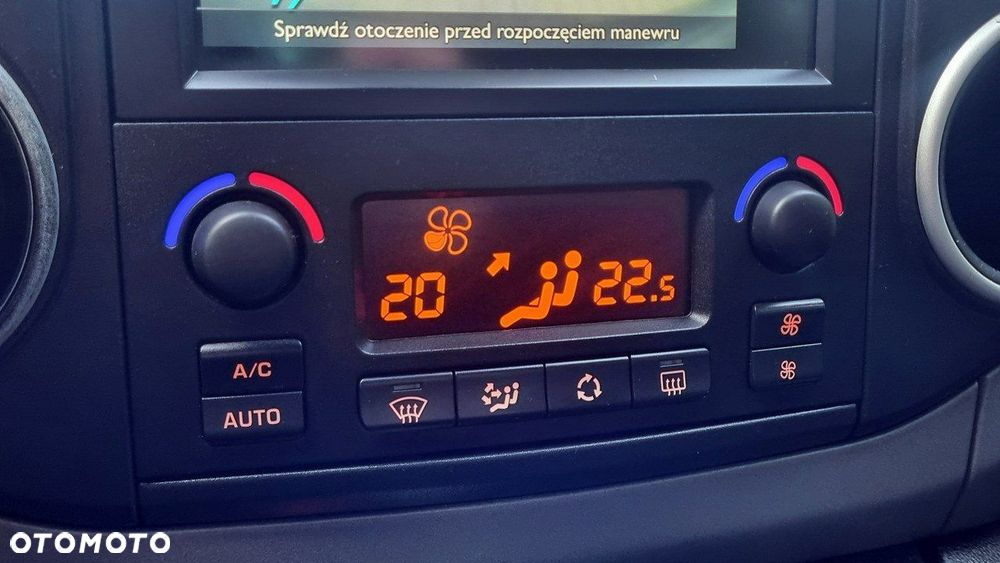 Sprawdź otoczenie przed rozpoczęciem manewru
20
22.5
A/C
AUTO
OTOMOTO